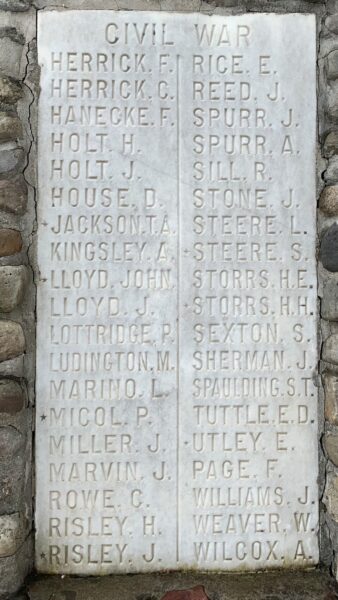 CIVIL WAR
HERRICK. F.
HERRICK. C.
HANECKE. F.
HOLT. H.
HOLT. J.
HOUSE. D.
JACKSON. T.A.
KINGSLEY. A.
LLOYD. JOHN.
LLOYD. J.
LOTTRIDGE. P.
LUDINGTON. M.
MARINO. L.
MICOL. P.
MILLER. J.
MARVIN. J.
ROWE. C.
RISLEY. H.
RISLEY. J.
RICE. E.
REED. J.
SPURR. J.
SPURR. A.
SILL. R.
STONE. J.
STEERE. L.
STEERE. S.
STORRS. H.E.
STORRS. H.H.
SEXTON. S.
SHERMAN. J.
SPAULDING. S.T.
TUTTLE. E.D.
UTLEY. E.
PAGE. F.
WILLIAMS. J.
WEAVER. W.
WILCOX. A.